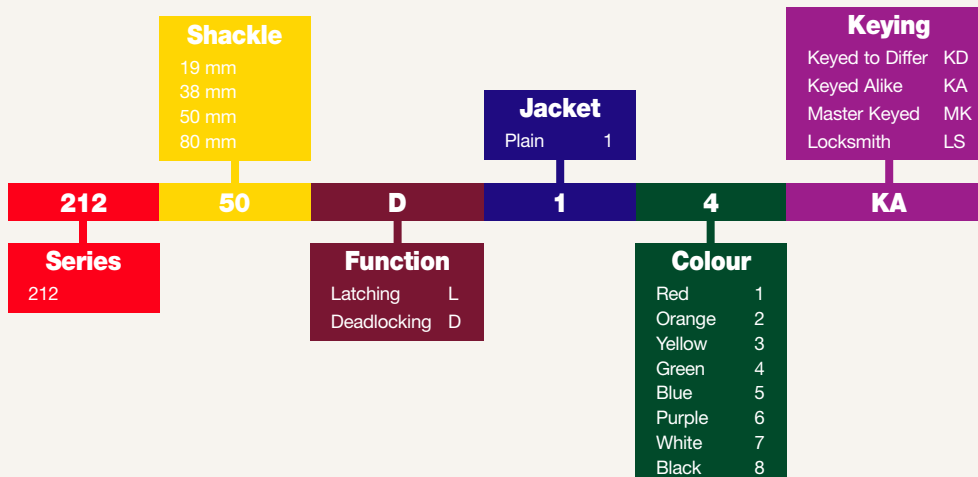 Shackle
19 mm
38 mm
50 mm
80 mm
Jacket
Plain 1
Keying
Keyed to Differ KD
Keyed Alike KA
Master Keyed MK
Locksmith LS
212 50 D 1 4 KA
Series
212
Function
Latching L
Deadlocking D
Colour
Red 1
Orange 2
Yellow 3
Green 4
Blue 5
Purple 6
White 7
Black 8